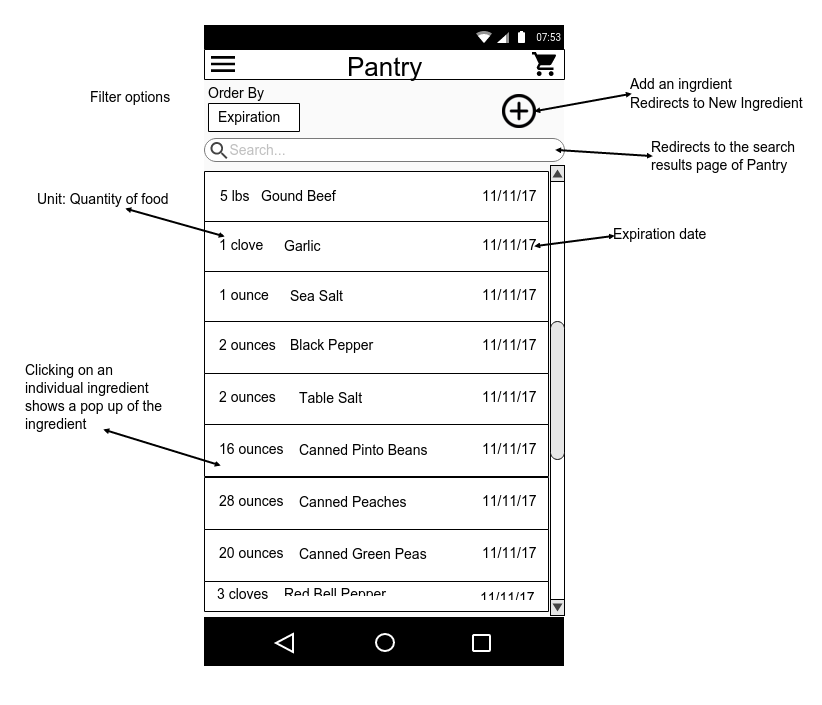 07:53
Pantry
Order By
Filter options
Expiration
Add an ingrdient
Redirects to New Ingredient
Search...
Redirects to the search
results page of Pantry
Unit: Quantity of food
5 lbs Gound Beef 11/11/17
1 clove Garlic 11/11/17
Expiration date
1 ounce Sea Salt 11/11/17
2 ounces Black Pepper 11/11/17
Clicking on an
individual ingredient
shows a pop up of the
ingredient
2 ounces Table Salt 11/11/17
16 ounces Canned Pinto Beans 11/11/17
28 ounces Canned Peaches 11/11/17
20 ounces Canned Green Peas 11/11/17
3 cloves Red Bell Pepper 11/11/17